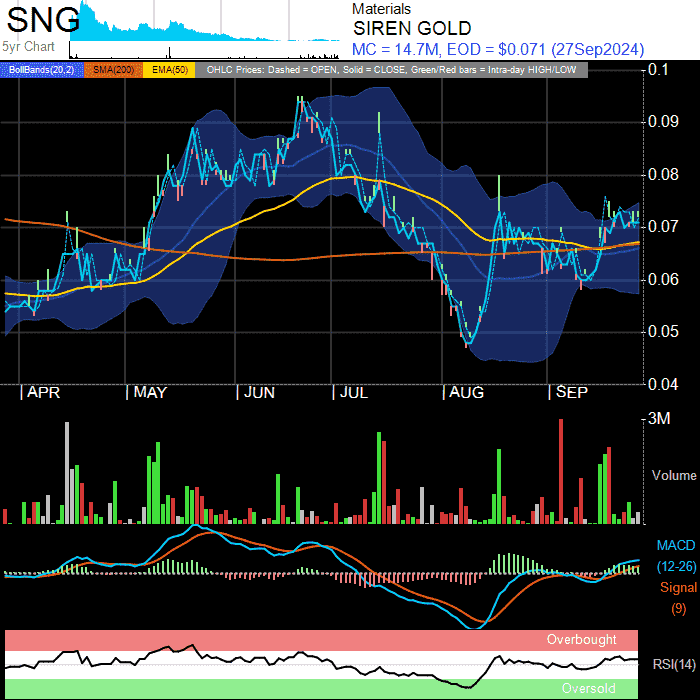 SNG
5yr Chart
Materials
SIREN GOLD
MC = 14.7M, EOD = $0.071 (27Sep2024)
BollBands(20,2) SMA(200) EMA(50) OHLC Prices: Dashed = OPEN, Solid = CLOSE, Green/Red bars = Intra-day HIGH/LOW
0.1
0.09
0.08
0.07
0.06
0.05
0.04
APR MAY JUN JUL AUG SEP
3M
Volume
MACD
(12-26)
Signal
(9)
Overbought
RSI(14)
Oversold